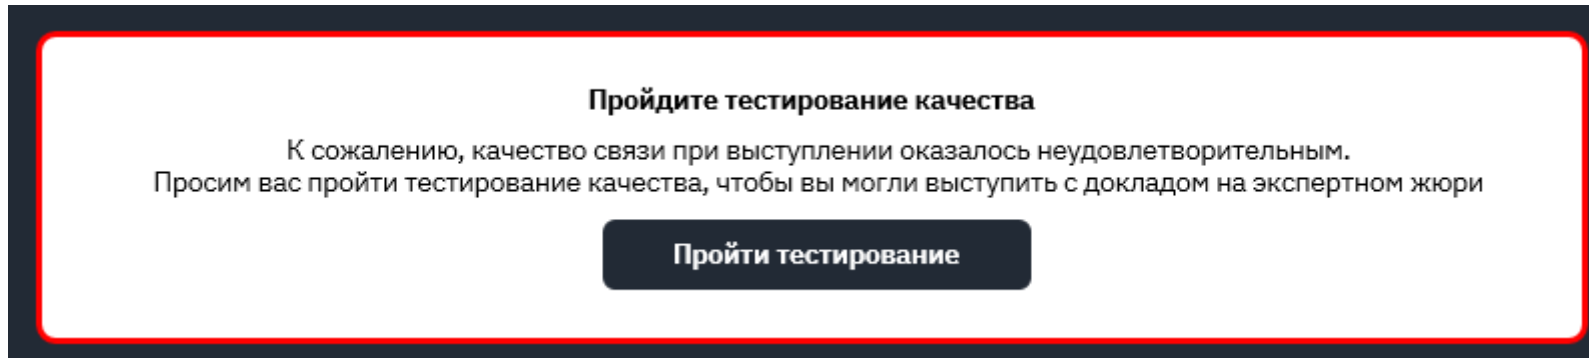 Пройдите тестирование качества
К сожалению, качество связи при выступлении оказалось неудовлетворительным.
Просим вас пройти тестирование качества, чтобы вы могли выступить с докладом на экспертном жюри
Пройти тестирование